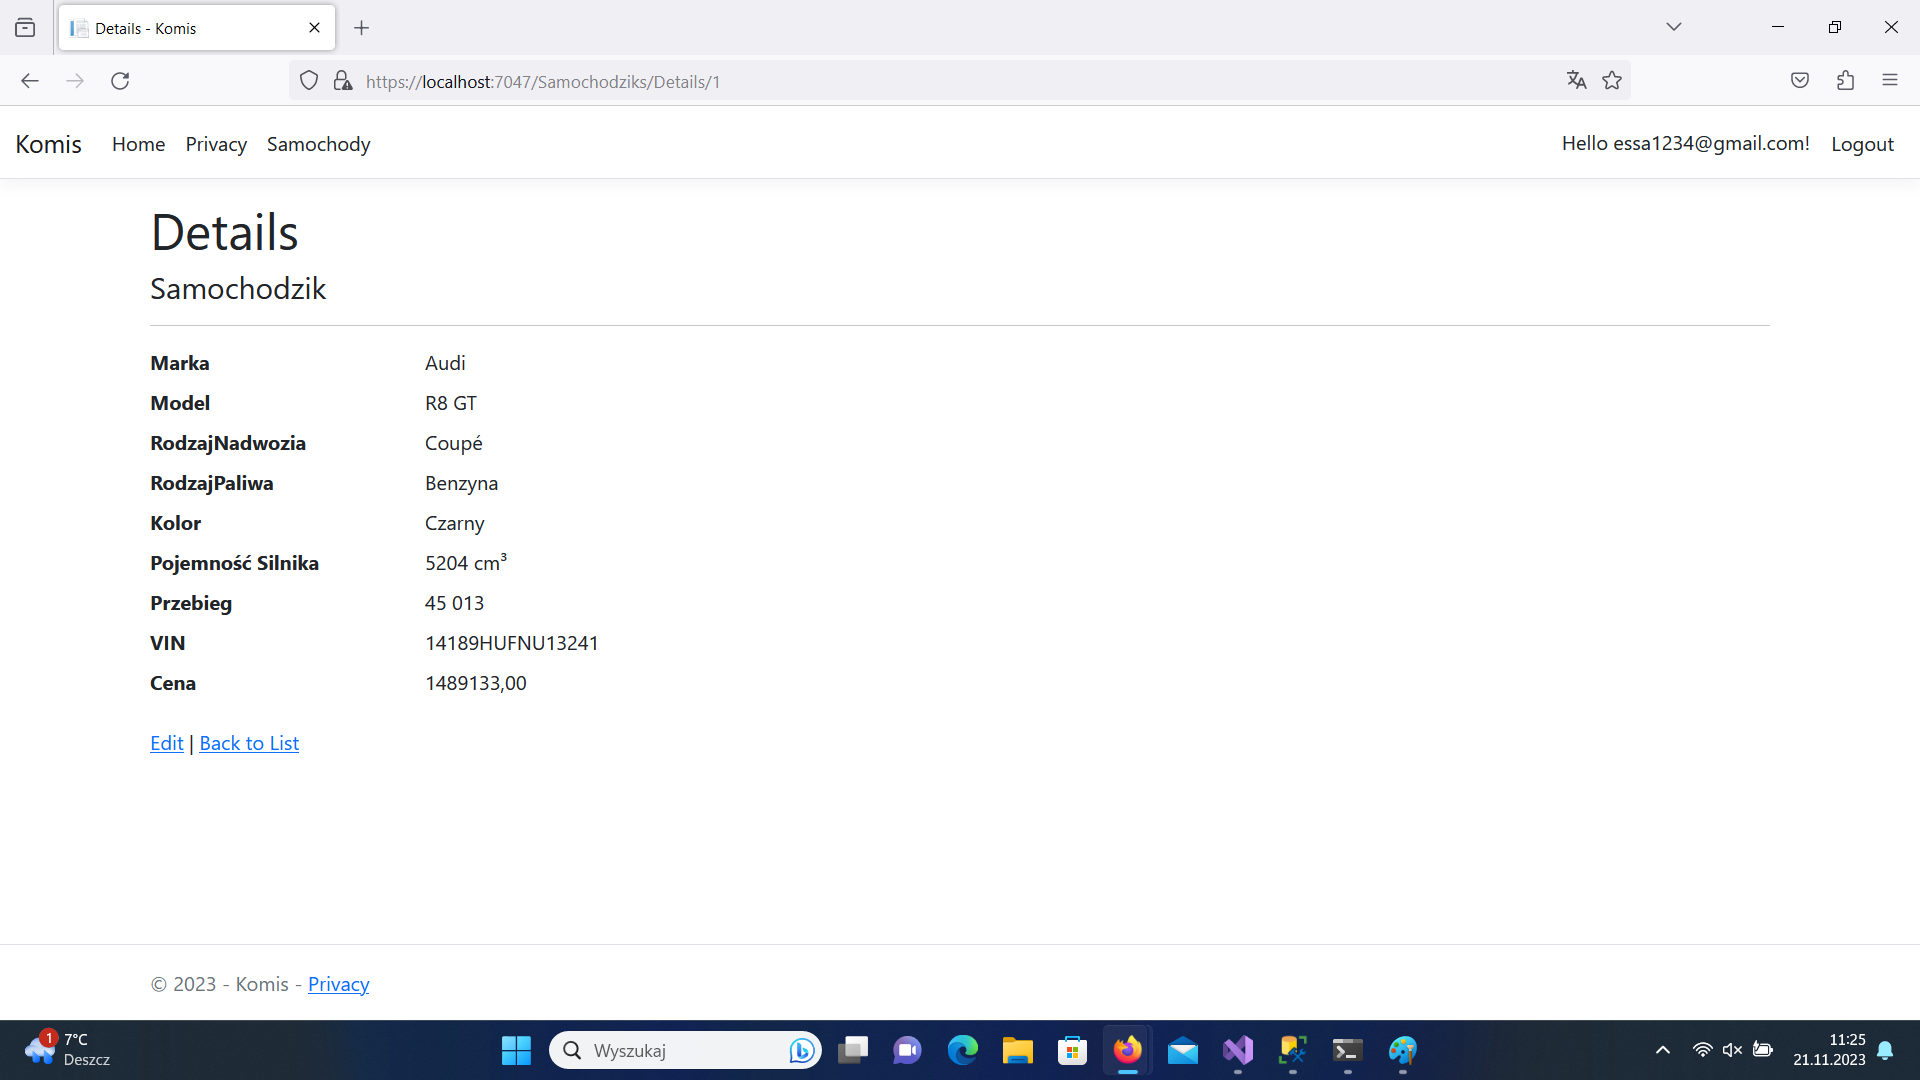 Details - Komis
https://localhost:7047/Samochodziks/Details/1
Komis Home Privacy Samochody Hello essa1234@gmail.com! Logout
Details
Samochodzik
Marka Audi
Model R8 GT
RodzajNadwozia Coupé
RodzajPaliwa Benzyna
Kolor Czarny
Pojemność Silnika 5204 cm³
Przebieg 45 013
VIN 14189HUFNU13241
Cena 1489133,00
Edit | Back to List
© 2023 - Komis - Privacy
1
7°C
Deszcz
Wyszukaj
11:25
21.11.2023